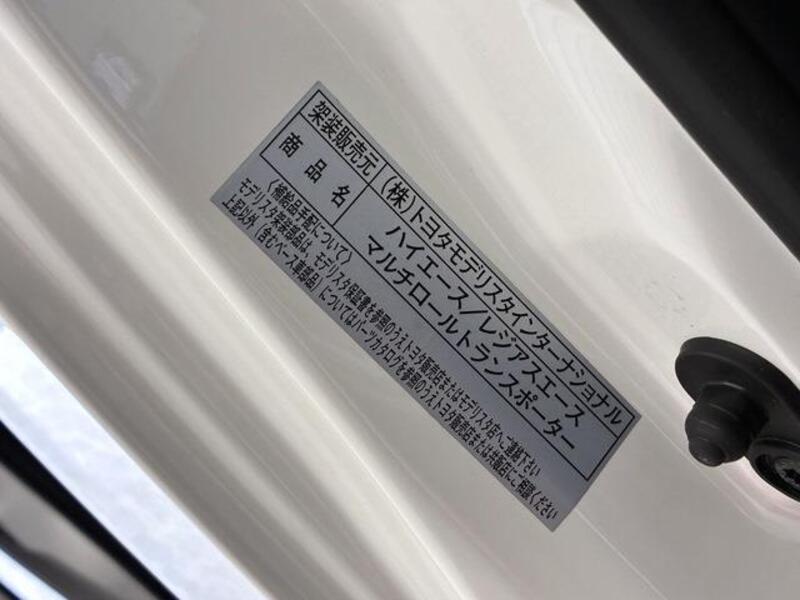 架装販売元 (株)トヨタモデリスタインターナショナル
商品名 ハイエース/レジアスエース
マルチロールトランスポーター
《補給品手配について》
モデリスタ架装部品は、モデリスタ保証書を参照のうえトヨタ販売店またはモデリスタ店へご連絡下さい
上記以外(含むベース車部品)についてはパーツカタログを参照のうえトヨタ販売店または共販店にご相談ください